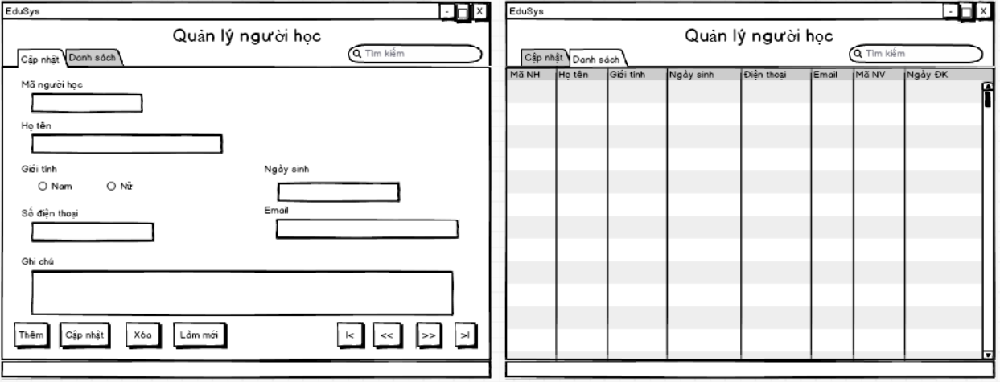 EduSys
- X
Quản lý người học
Cập nhật Danh sách
Tìm kiếm
Mã người học
Họ tên
Giới tính
Nam Nữ
Ngày sinh
Số điện thoại
Email
Ghi chú
Thêm Cập nhật Xóa Làm mới |< << >> >|
EduSys
- X
Quản lý người học
Cập nhật Danh sách
Tìm kiếm
Mã NH Họ tên Giới tính Ngày sinh Điện thoại Email Mã NV Ngày ĐK